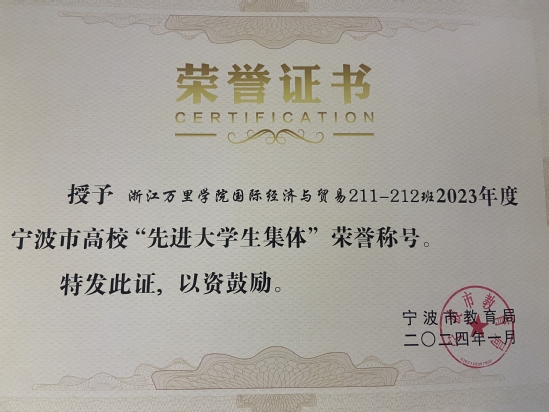 荣誉证书
CERTIFICATION
授予 浙江万里学院国际经济与贸易211-212班2023年度
宁波市高校“先进大学生集体”荣誉称号。
特发此证，以资鼓励。
宁波市教育局
二〇二四年一月